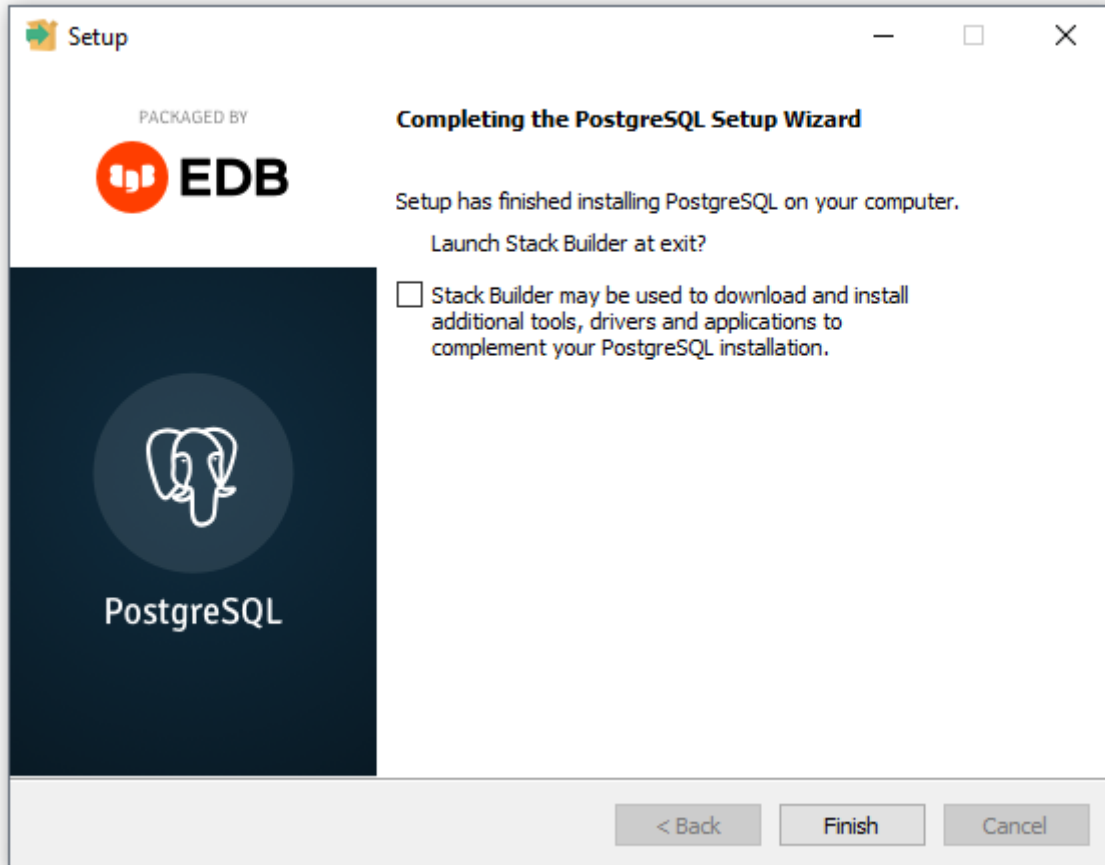 Setup
PACKAGED BY
EDB
Completing the PostgreSQL Setup Wizard
Setup has finished installing PostgreSQL on your computer.
Launch Stack Builder at exit?
Stack Builder may be used to download and install
additional tools, drivers and applications to
complement your PostgreSQL installation.
PostgreSQL
< Back
Finish
Cancel